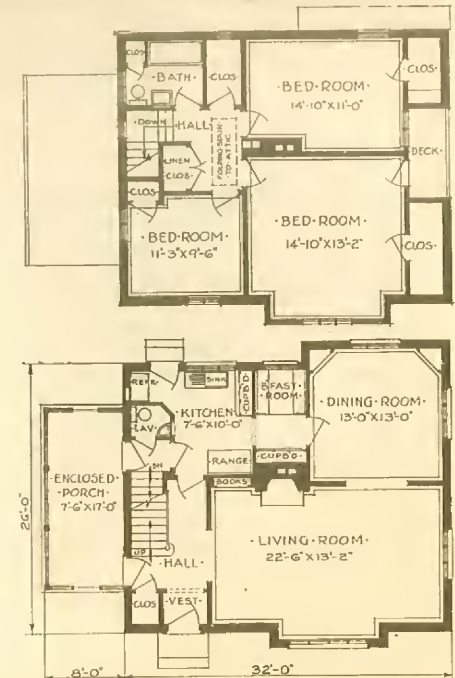 CLOS
BATH
CLOS
BED·ROOM
14'-10"X11'-0"
CLOS
DOWN
HALL
FOLDING STAIR
TO ATTIC
LINEN
CLOS
DECK
CLOS
BED·ROOM
11'-3"X9'-6"
BED·ROOM
14'-10"X13'-2"
CLOS
REFR.
SINK
CUPB'D
B'FAST
ROOM
DINING·ROOM
13'-0"X13'-0"
KITCHEN
7'-6"X10'-0"
LAV.
RANGE
CUPB'D
BOOKS
DN
ENCLOSED
PORCH
7'-6"X17'-0"
26'-0"
UP
HALL
LIVING·ROOM
22'-6"X13'-2"
CLOS
VEST
8'-0"
32'-0"